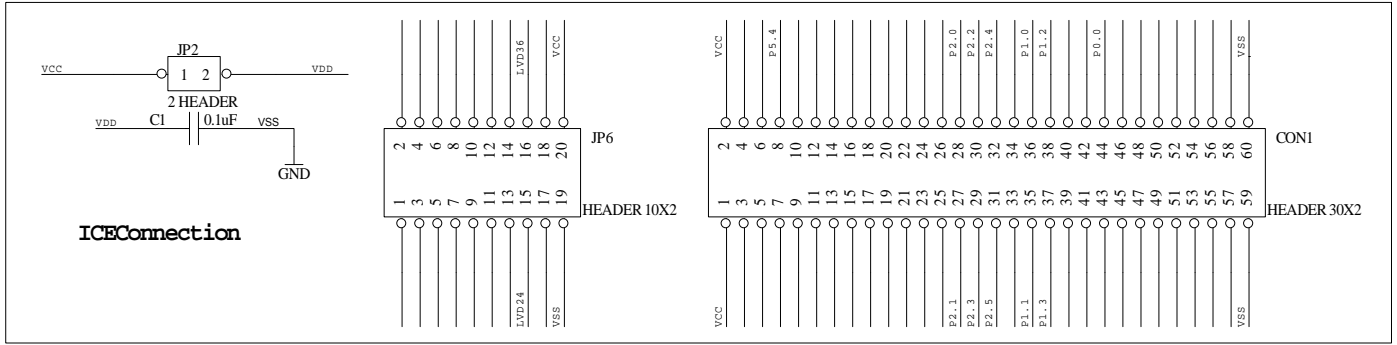 JP2
VCC
1 2
VDD
2 HEADER
VDD
C1
0.1uF
VSS
GND
ICEConnection
LVD36
VCC
2 4 6 8 10 12 14 16 18 20
JP6
1 3 5 7 9 11 13 15 17 19
HEADER 10X2
LVD24
VSS
VCC
P5.4
P2.0
P2.2
P2.4
P1.0
P1.2
P0.0
VSS
2 4 6 8 10 12 14 16 18 20 22 24 26 28 30 32 34 36 38 40 42 44 46 48 50 52 54 56 58 60
CON1
1 3 5 7 9 11 13 15 17 19 21 23 25 27 29 31 33 35 37 39 41 43 45 47 49 51 53 55 57 59
HEADER 30X2
VCC
P2.1
P2.3
P2.5
P1.1
P1.3
VSS